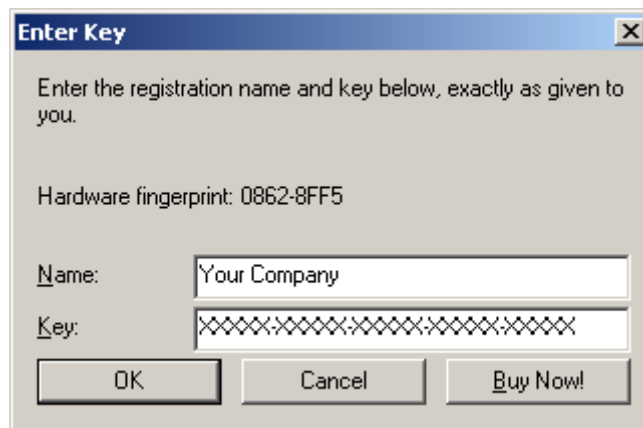 Enter Key
Enter the registration name and key below, exactly as given to
you.
Hardware fingerprint: 0862-8FF5
Name: Your Company
Key: XXXXX-XXXXX-XXXXX-XXXXX-XXXXX
OK Cancel Buy Now!